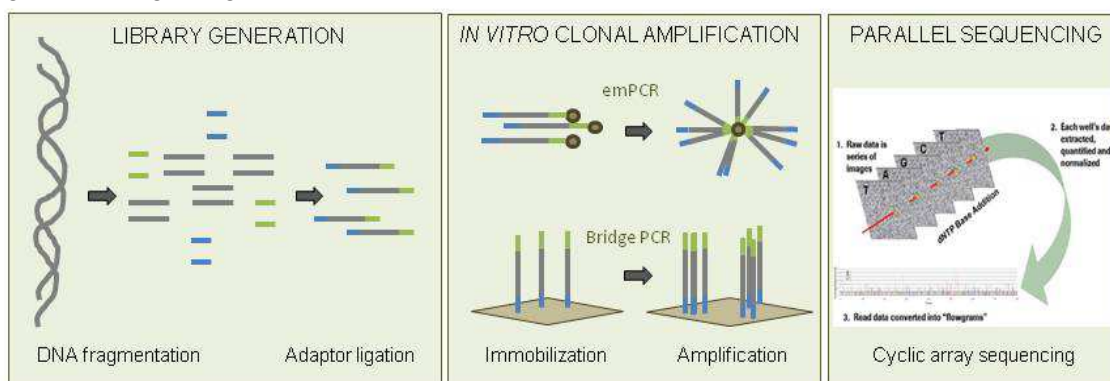 LIBRARY GENERATION
DNA fragmentation
Adaptor ligation
IN VITRO CLONAL AMPLIFICATION
emPCR
Bridge PCR
Immobilization
Amplification
PARALLEL SEQUENCING
1. Raw data is
series of
images
T
A
G
C
T
dNTP Base Addition
2. Each well's da
extracted,
quantified and
normalized
3. Read data converted into "flowgrams"
Cyclic array sequencing